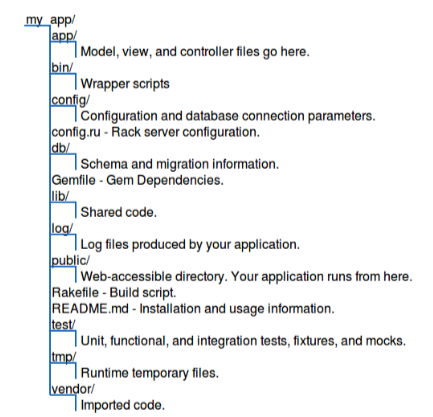 my_app/
app/
Model, view, and controller files go here.
bin/
Wrapper scripts
config/
Configuration and database connection parameters.
config.ru - Rack server configuration.
db/
Schema and migration information.
Gemfile - Gem Dependencies.
lib/
Shared code.
log/
Log files produced by your application.
public/
Web-accessible directory. Your application runs from here.
Rakefile - Build script.
README.md - Installation and usage information.
test/
Unit, functional, and integration tests, fixtures, and mocks.
tmp/
Runtime temporary files.
vendor/
Imported code.